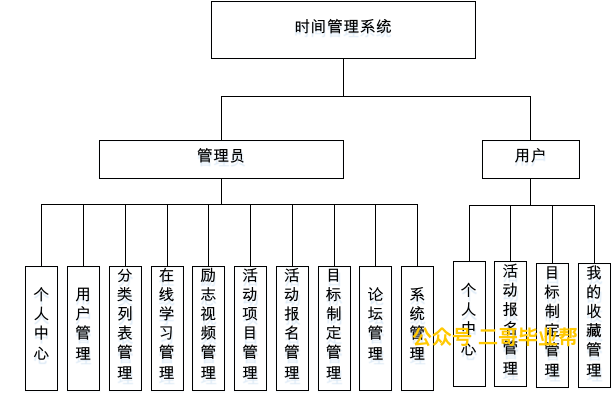 时间管理系统
管理员
用户
个人中心
用户管理
分类列表管理
在线学习管理
励志视频管理
活动项目管理
活动报名管理
目标制定管理
论坛管理
系统管理
个人中心
活动报名管理
目标制定管理
我的收藏管理
公众号 二哥毕业帮